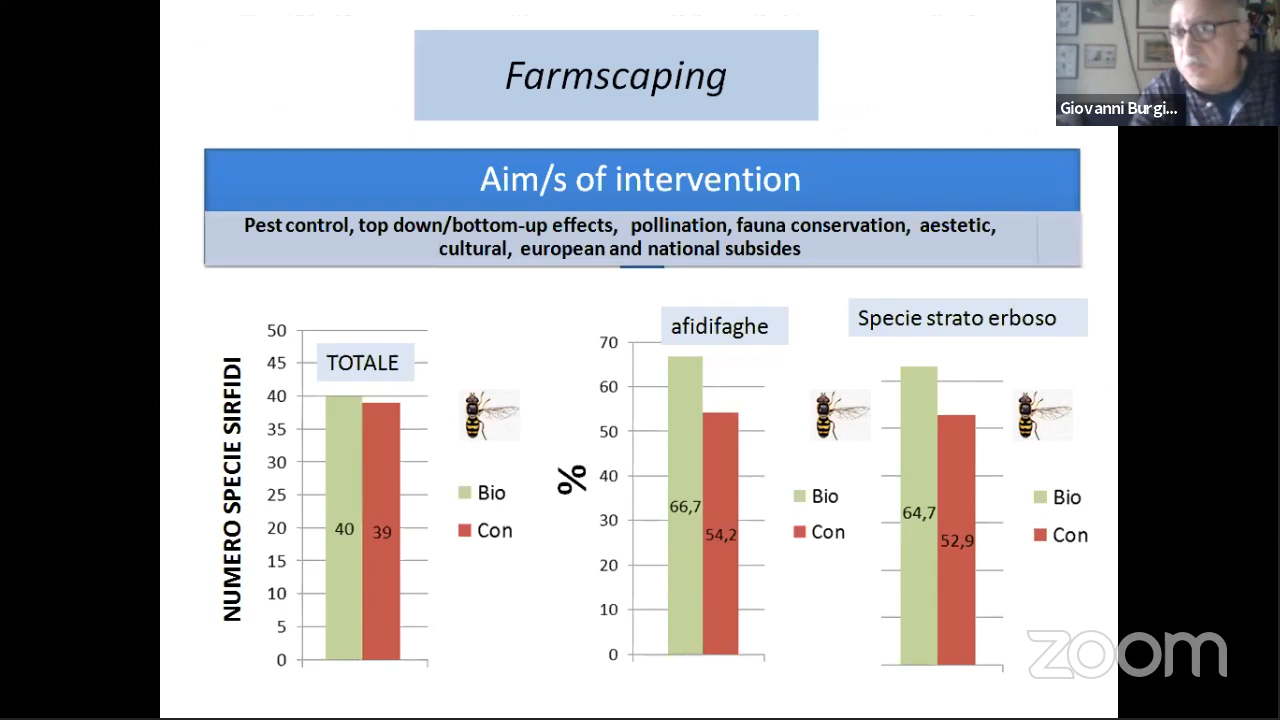 Farmscaping
Giovanni Burgi...
Aim/s of intervention
Pest control, top down/bottom-up effects, pollination, fauna conservation, aestetic,
cultural, european and national subsides
NUMERO SPECIE SIRFIDI
50
45
40
35
30
25
20
15
10
5
0
TOTALE
40
39
Bio
Con
%
70
60
50
40
30
20
10
0
afidifaghe
66,7
54,2
Bio
Con
Specie strato erboso
64,7
52,9
Bio
Con
zoom